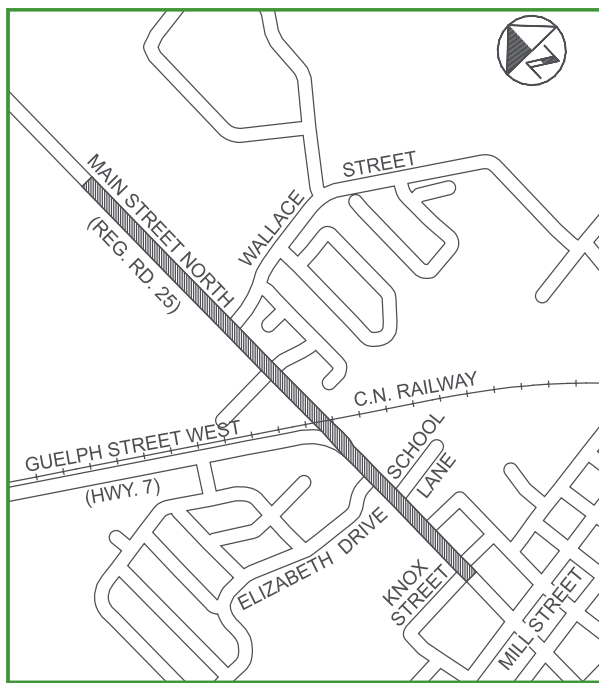 MAIN STREET NORTH
(REG. RD. 25)
WALLACE
STREET
C.N. RAILWAY
GUELPH STREET WEST
(HWY. 7)
SCHOOL
LANE
ELIZABETH DRIVE
KNOX
STREET
MILL STREET